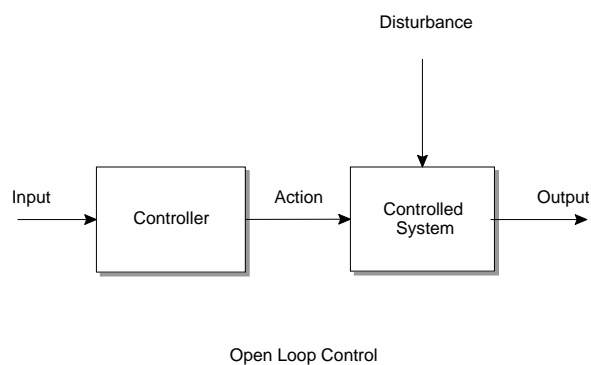 Disturbance
Input
Controller
Action
Controlled
System
Output
Open Loop Control